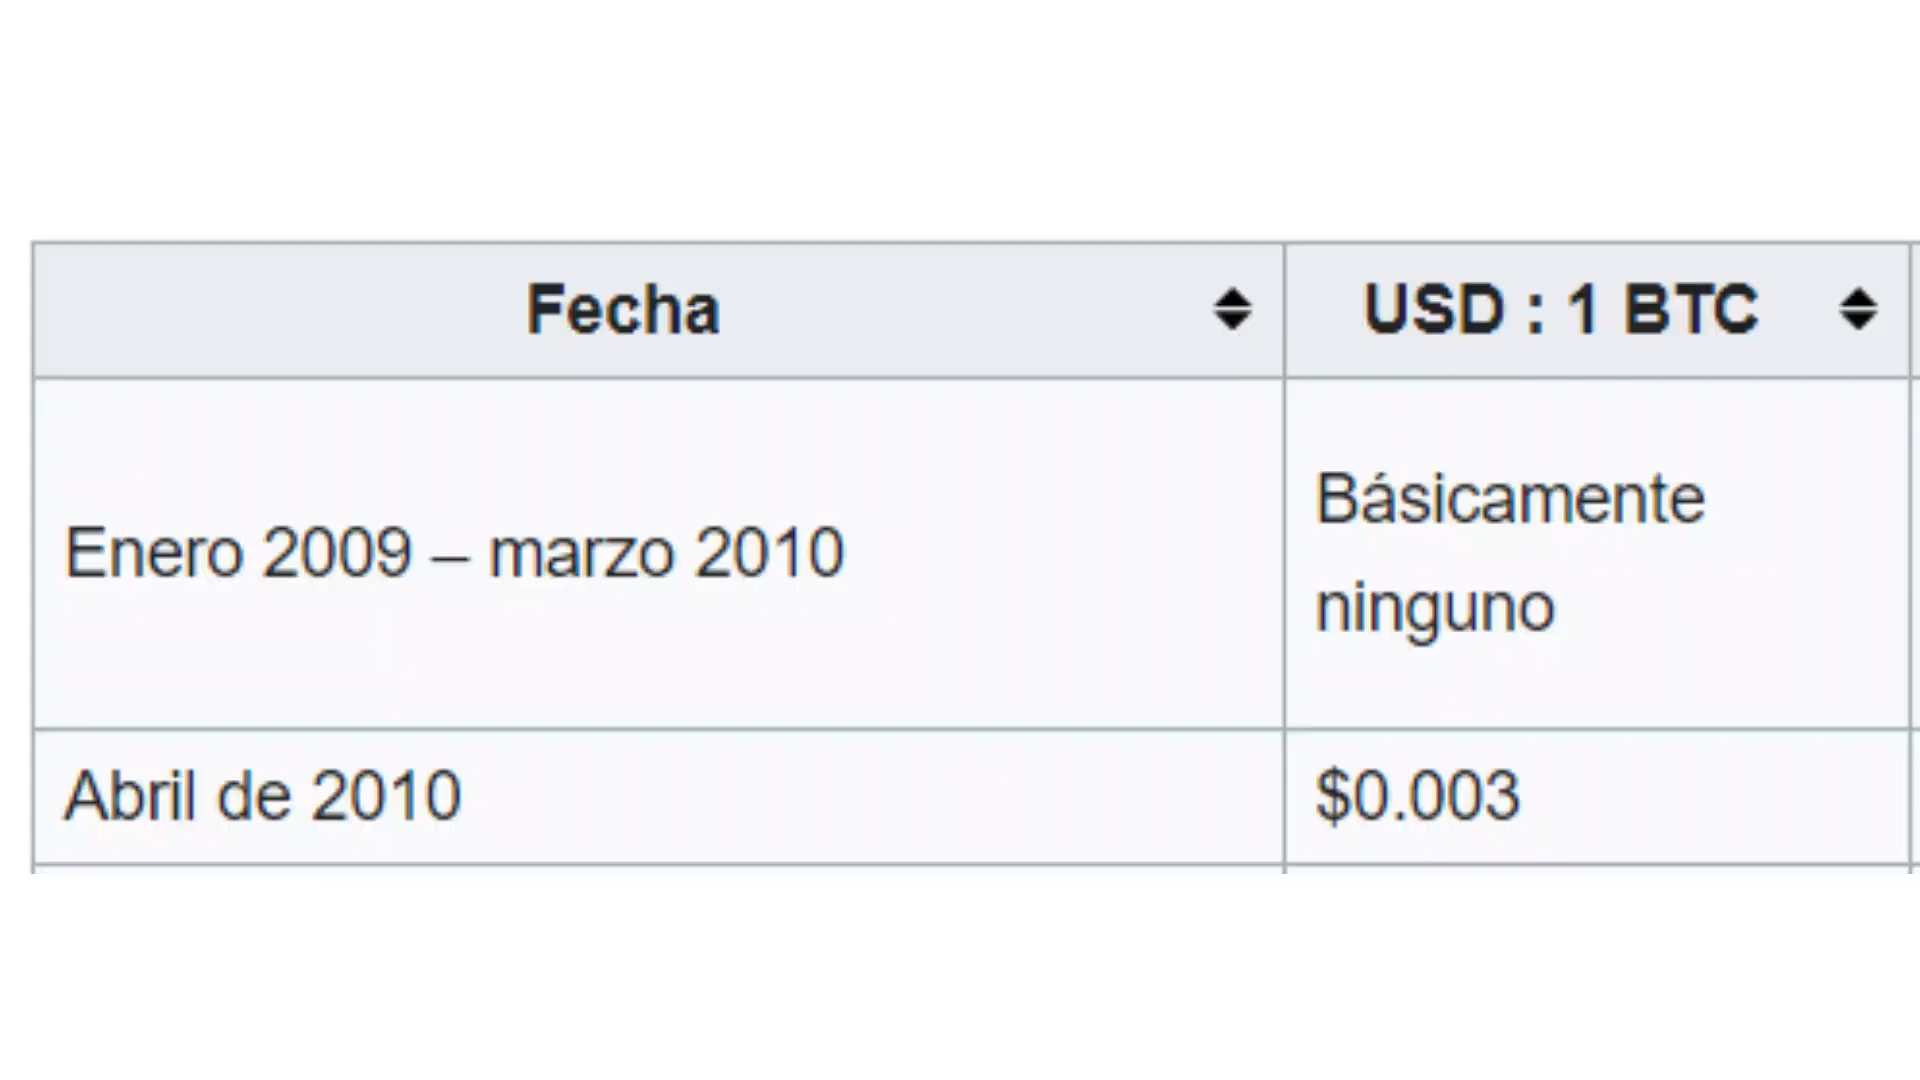 Fecha
USD : 1 BTC
Enero 2009 – marzo 2010
Básicamente
ninguno
Abril de 2010
$0.003